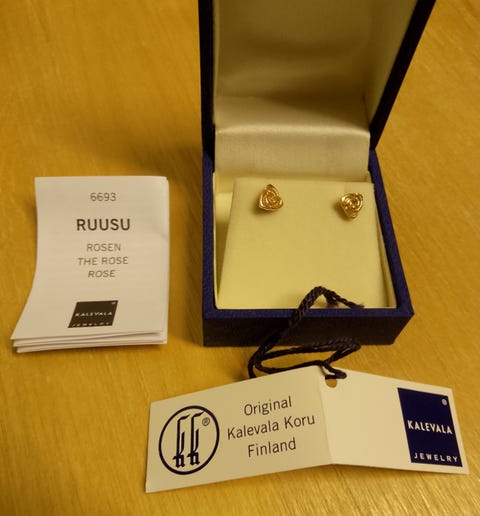 6693
RUUSU
ROSEN
THE ROSE
ROSE
KALEVALA
JEWELRY
Original
Kalevala Koru
Finland
KALEVALA
JEWELRY